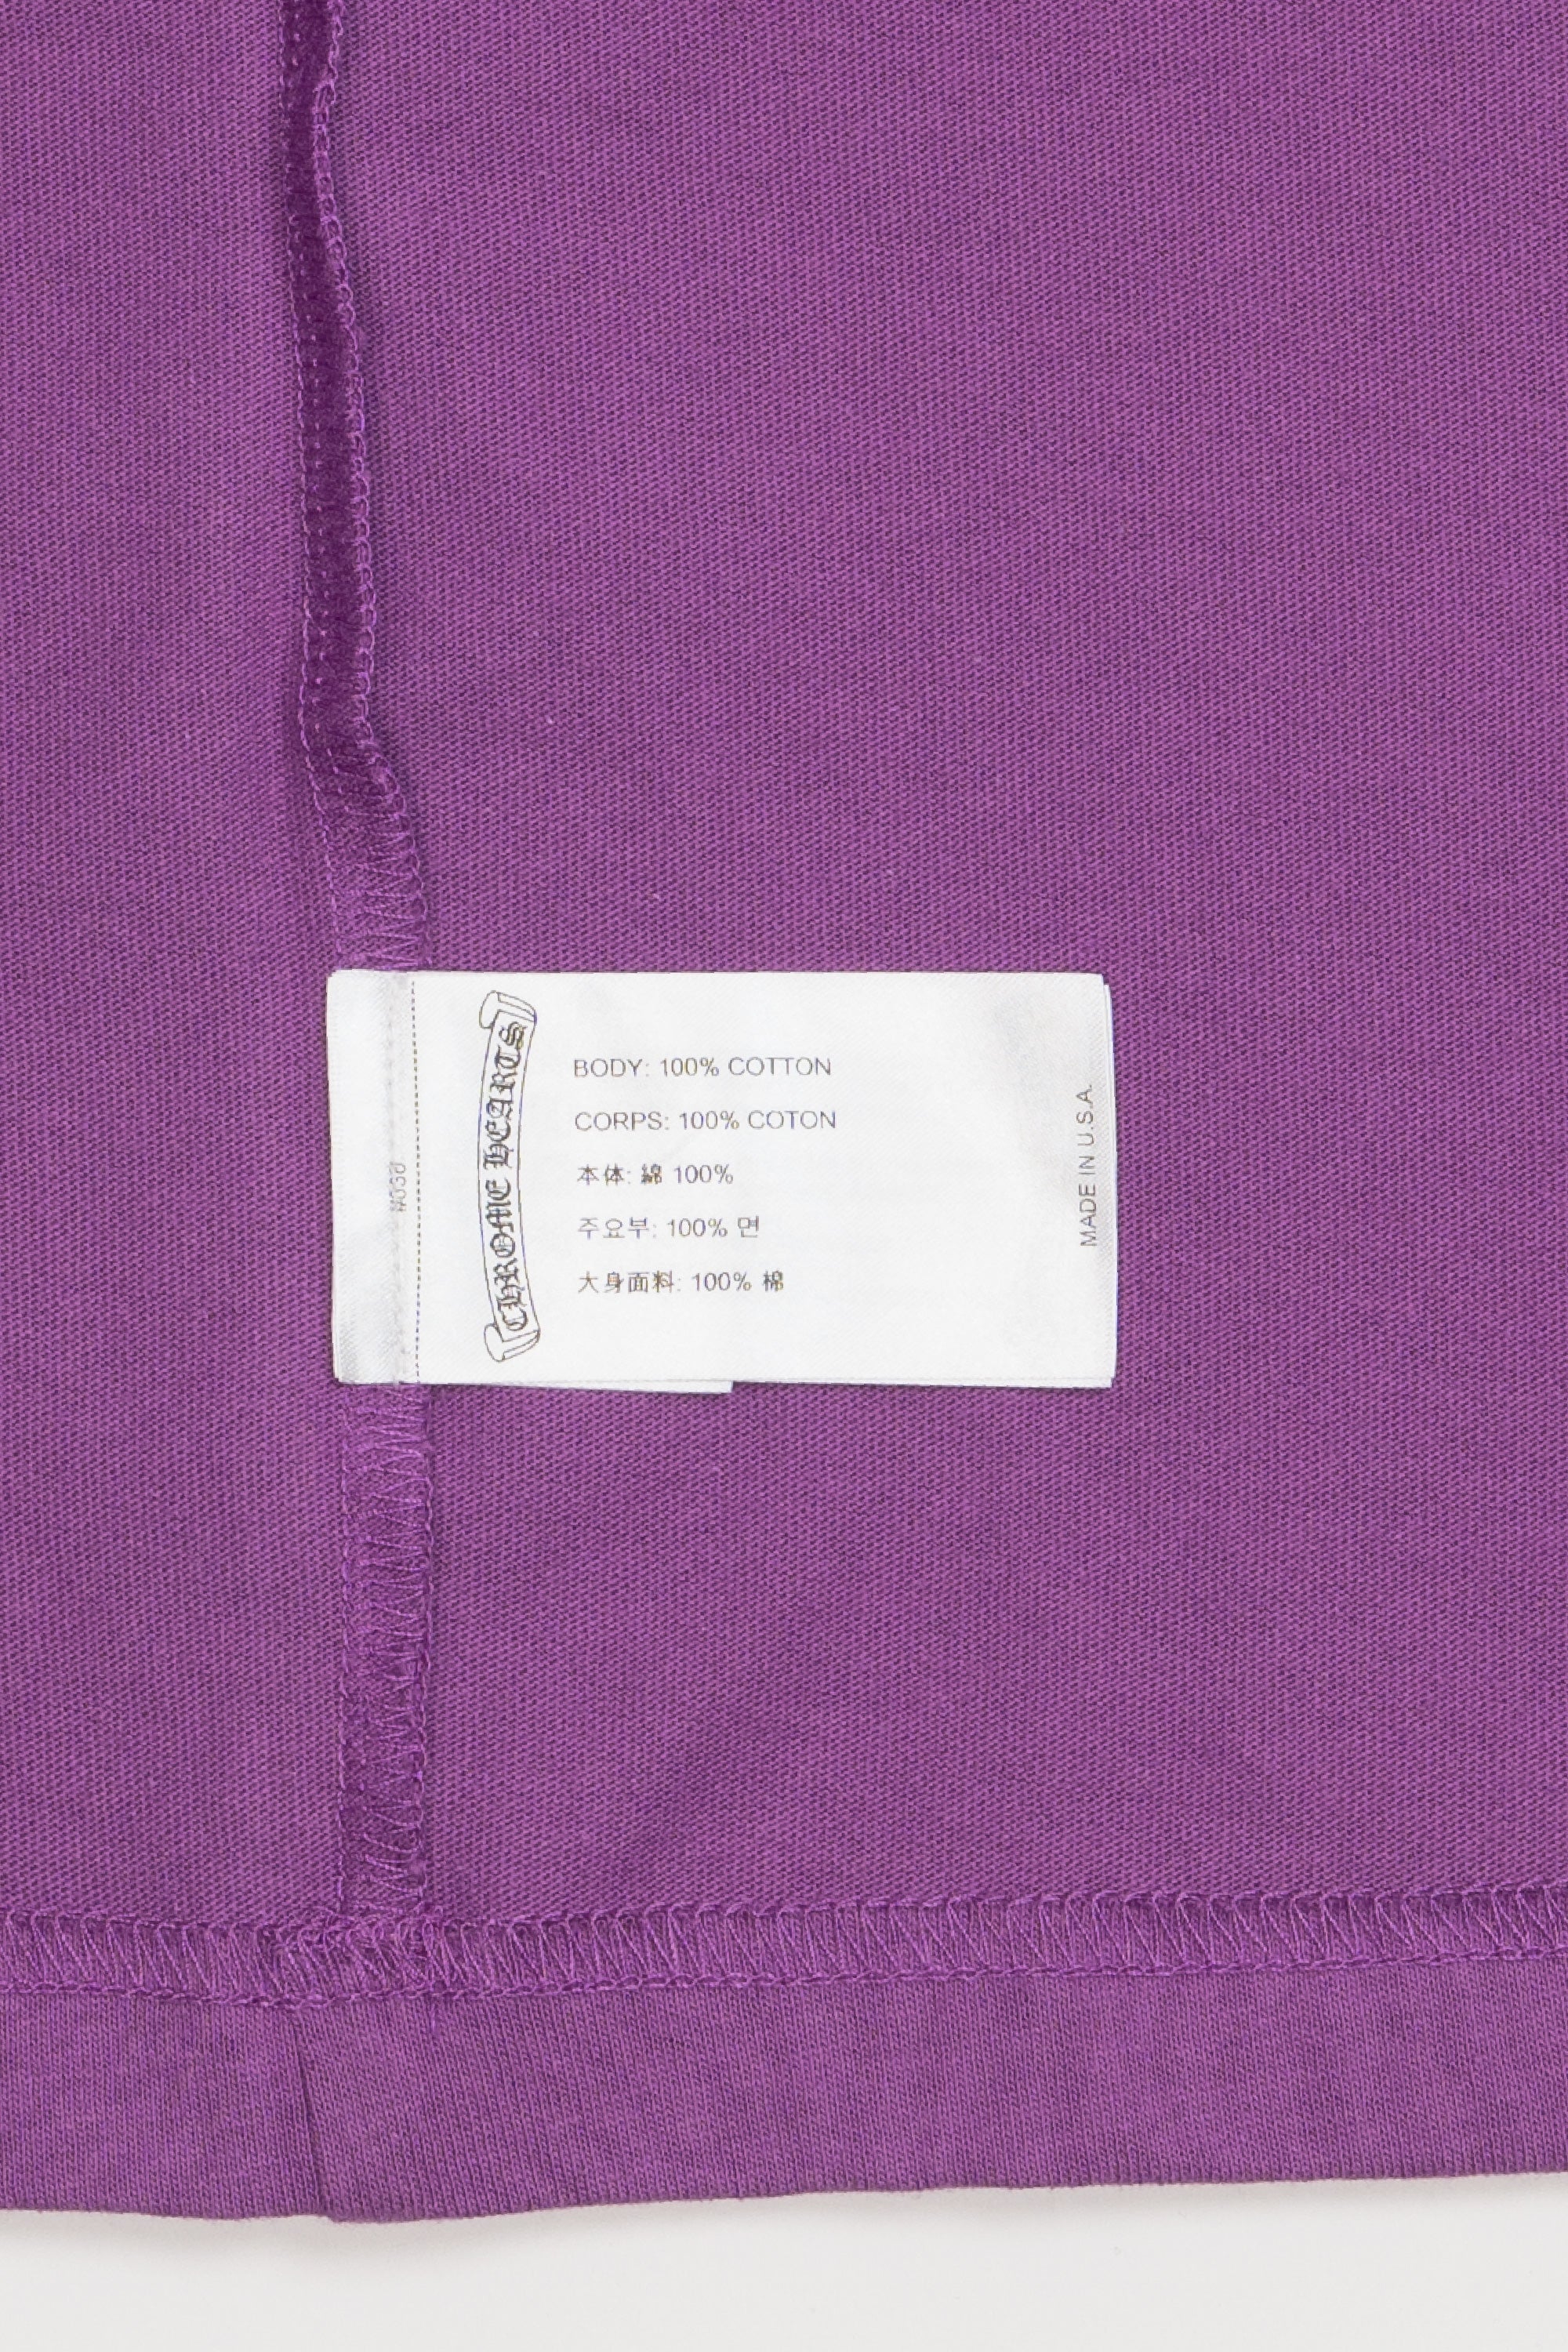 CHROME HEARTS
BODY: 100% COTTON
CORPS: 100% COTON
本体: 綿 100%
주요부: 100% 면
大身面料: 100% 棉
MADE IN U.S.A.